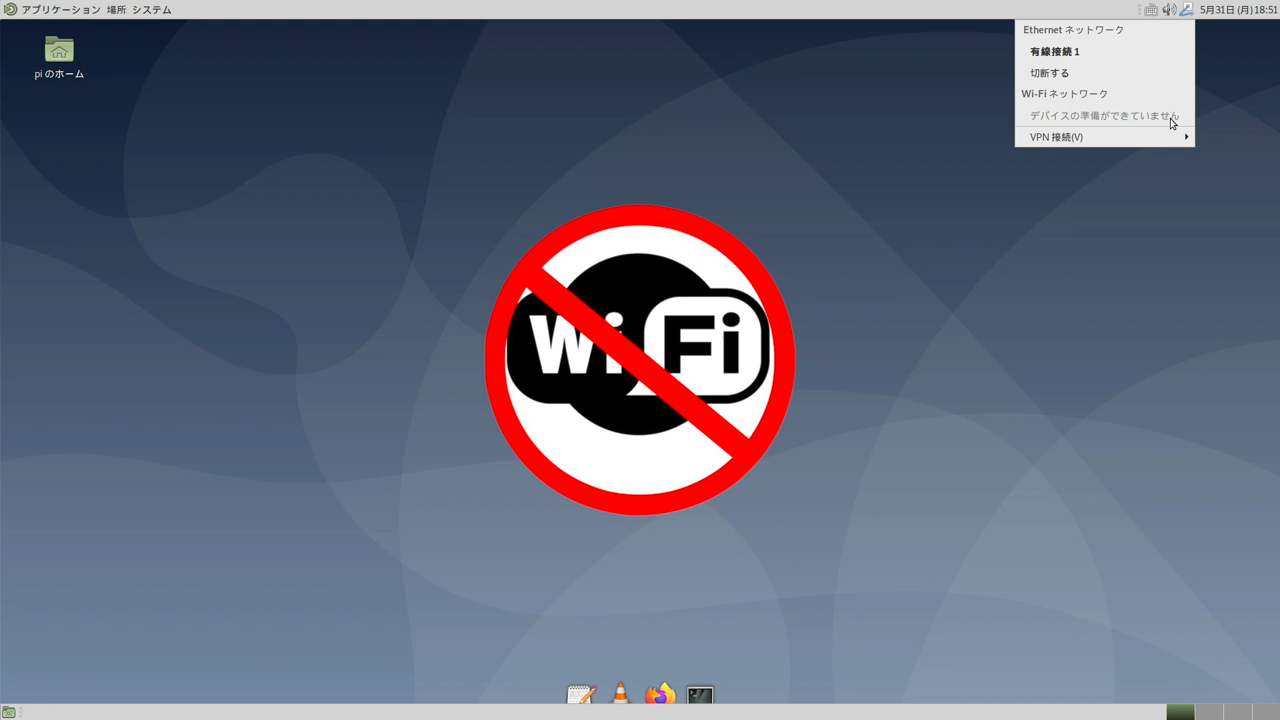 アプリケーション 場所 システム
5月31日 (月) 18:51
pi のホーム
Ethernet ネットワーク
有線接続 1
切断する
Wi-Fi ネットワーク
デバイスの準備ができていません
VPN 接続(V)
Wi Fi